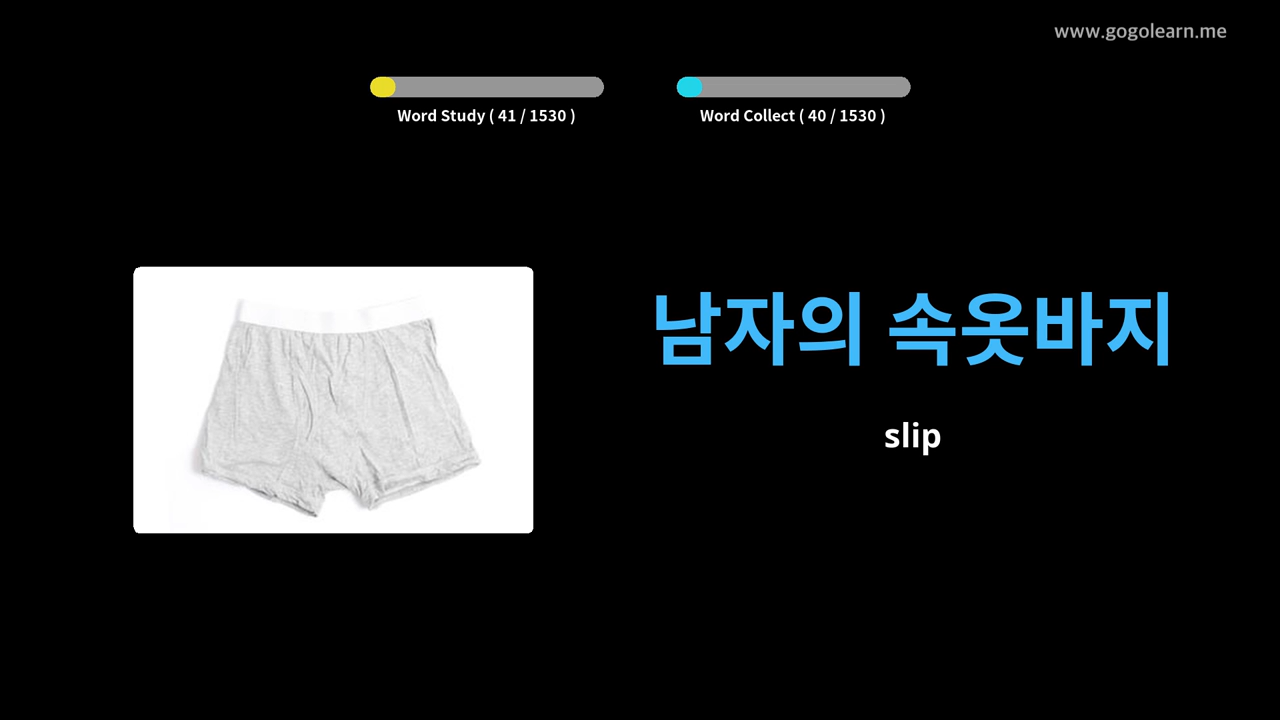 www.gogolearn.me
Word Study ( 41 / 1530 )
Word Collect ( 40 / 1530 )
남자의 속옷바지
slip